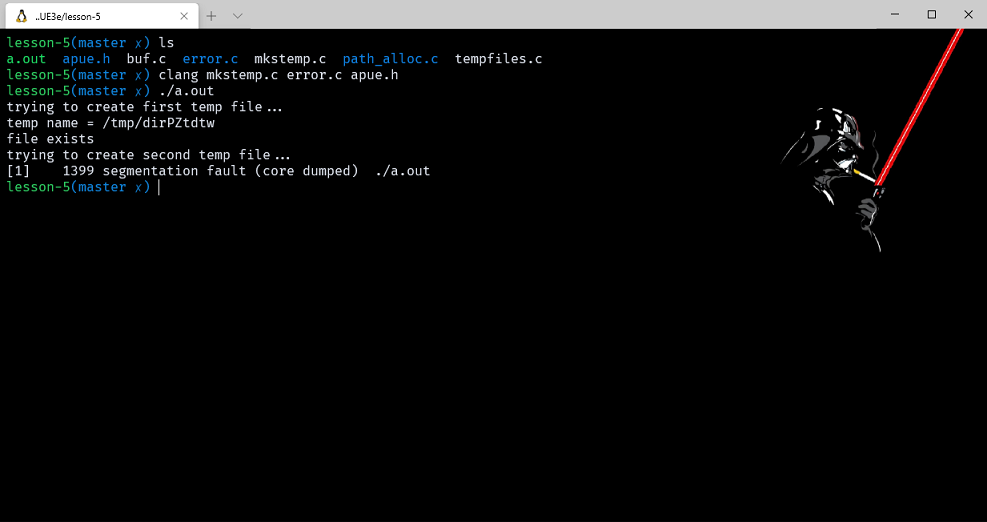 ..UE3e/lesson-5
lesson-5(master x) ls
a.out apue.h buf.c error.c mkstemp.c path_alloc.c tempfiles.c
lesson-5(master x) clang mkstemp.c error.c apue.h
lesson-5(master x) ./a.out
trying to create first temp file...
temp name = /tmp/dirPZtdtw
file exists
trying to create second temp file...
[1] 1399 segmentation fault (core dumped) ./a.out
lesson-5(master x)